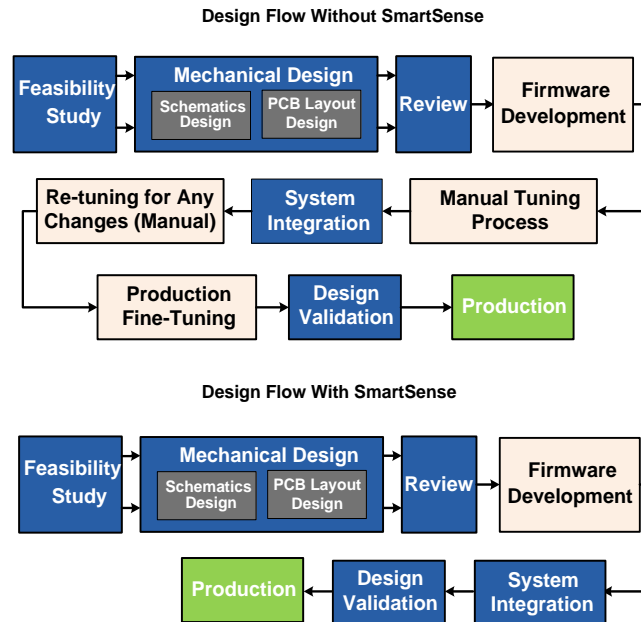 Design Flow Without SmartSense
Feasibility
Study
Mechanical Design
Schematics
Design
PCB Layout
Design
Review
Firmware
Development
Re-tuning for Any
Changes (Manual)
System
Integration
Manual Tuning
Process
Production
Fine-Tuning
Design
Validation
Production
Design Flow With SmartSense
Feasibility
Study
Mechanical Design
Schematics
Design
PCB Layout
Design
Review
Firmware
Development
Production
Design
Validation
System
Integration